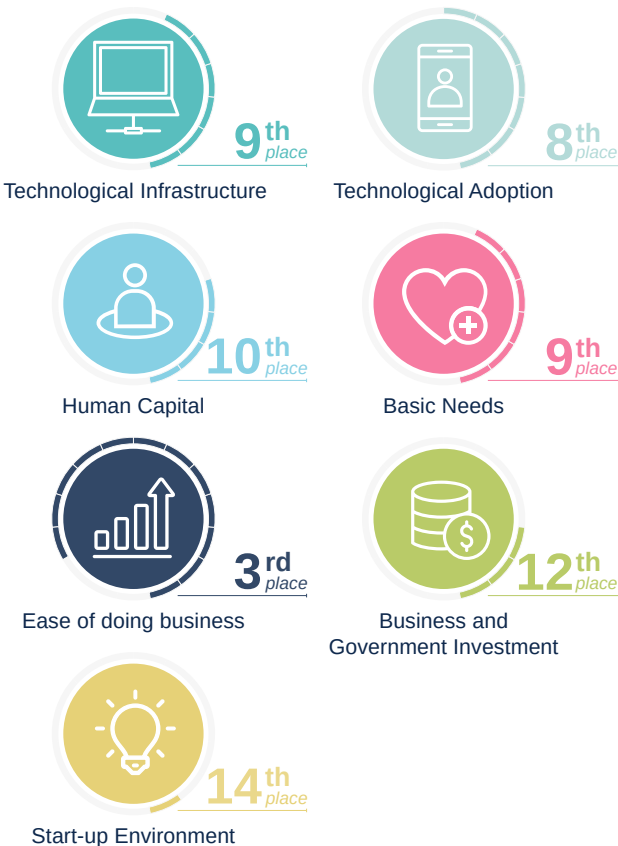 9th
place
Technological Infrastructure
8th
place
Technological Adoption
10th
place
Human Capital
9th
place
Basic Needs
3rd
place
Ease of doing business
$
12th
place
Business and
Government Investment
14th
place
Start-up Environment